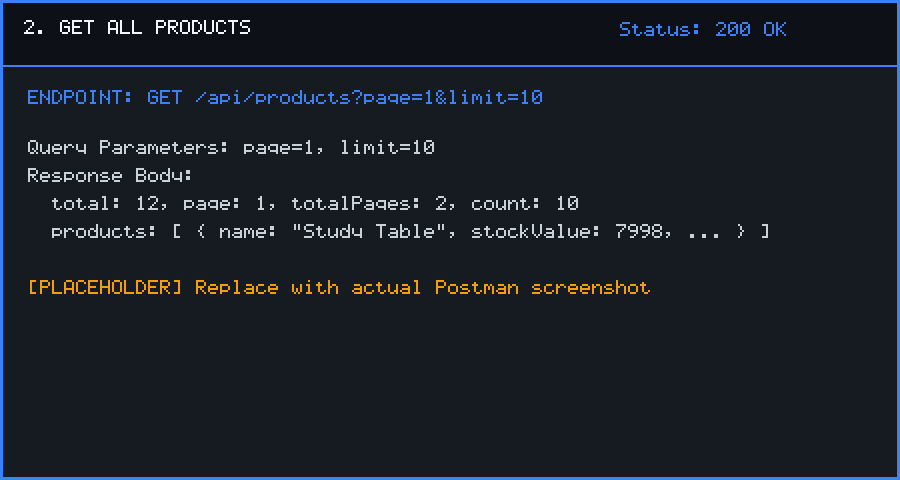 2. GET ALL PRODUCTS
Status: 200 OK
ENDPOINT: GET /api/products?page=1&limit=10
Query Parameters: page=1, limit=10
Response Body:
total: 12, page: 1, totalPages: 2, count: 10
products: [ { name: "Study Table", stockValue: 7998, ... } ]
[PLACEHOLDER] Replace with actual Postman screenshot